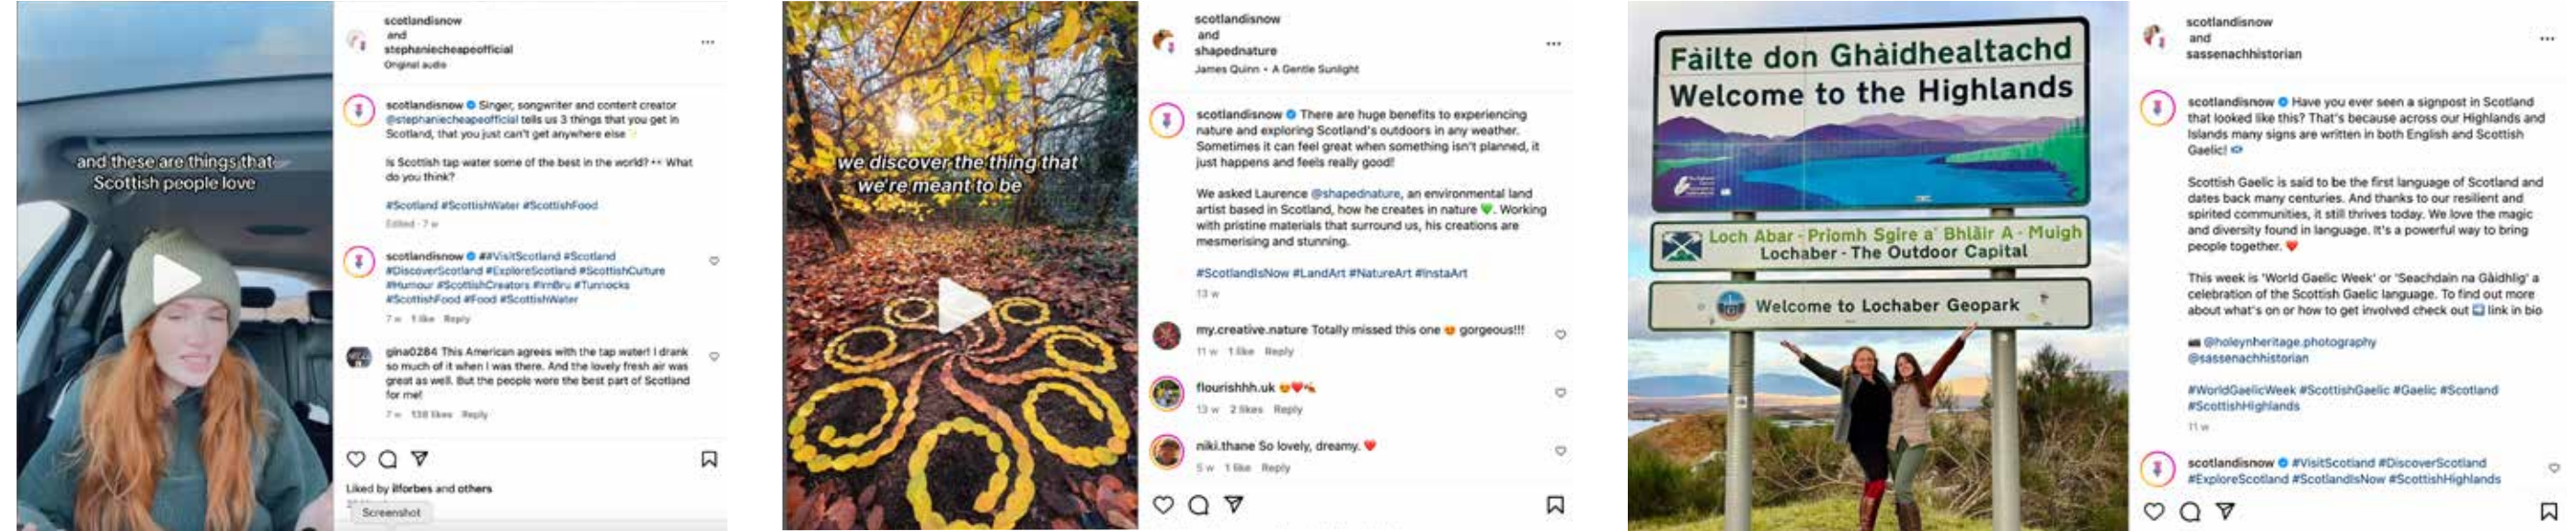 and these are things that
Scottish people love
scotlandisnow
and
stephaniecheapeofficial
Original audio
scotlandisnow Singer, songwriter and content creator
@stephaniecheapeofficial tells us 3 things that you get in
Scotland, that you just can't get anywhere else
Is Scottish tap water some of the best in the world? 👀 What
do you think?
#Scotland #ScottishWater #ScottishFood
Edited · 7 w
scotlandisnow ##VisitScotland #Scotland
#DiscoverScotland #ExploreScotland #ScottishCulture
#Humour #ScottishCreators #IrnBru #Tunnocks
#ScottishFood #Food #ScottishWater
7 w 1 like Reply
gina0284 This American agrees with the tap water! I drank
so much of it when I was there. And the lovely fresh air was
great as well. But the people were the best part of Scotland
for me!
7 w 138 likes Reply
Liked by ilforbes and others
Screenshot
we discover the thing that
we're meant to be
scotlandisnow
and
shapednature
James Quinn • A Gentle Sunlight
scotlandisnow There are huge benefits to experiencing
nature and exploring Scotland's outdoors in any weather.
Sometimes it can feel great when something isn't planned, it
just happens and feels really good!
We asked Laurence @shapednature, an environmental land
artist based in Scotland, how he creates in nature 💚. Working
with pristine materials that surround us, his creations are
mesmerising and stunning.
#ScotlandIsNow #LandArt #NatureArt #InstaArt
13 w
my.creative.nature Totally missed this one 😍 gorgeous!!!
11 w 1 like Reply
flourishhh.uk 😍❤️🍂
13 w 2 likes Reply
niki.thane So lovely, dreamy. ❤️
5 w 1 like Reply
Fàilte don Ghàidhealtachd
Welcome to the Highlands
Loch Abar - Prìomh Sgìre a' Bhlàir A - Muigh
Lochaber - The Outdoor Capital
Welcome to Lochaber Geopark
scotlandisnow
and
sassenachhistorian
scotlandisnow Have you ever seen a signpost in Scotland
that looked like this? That's because across our Highlands and
Islands many signs are written in both English and Scottish
Gaelic!
Scottish Gaelic is said to be the first language of Scotland and
dates back many centuries. And thanks to our resilient and
spirited communities, it still thrives today. We love the magic
and diversity found in language. It's a powerful way to bring
people together. ❤️
This week is 'World Gaelic Week' or 'Seachdain na Gàidhlig' a
celebration of the Scottish Gaelic language. To find out more
about what's on or how to get involved check out ➡️ link in bio
📸 @holeynheritage.photography
@sassenachhistorian
#WorldGaelicWeek #ScottishGaelic #Gaelic #Scotland
#ScottishHighlands
11 w
scotlandisnow #VisitScotland #DiscoverScotland
#ExploreScotland #ScotlandIsNow #ScottishHighlands